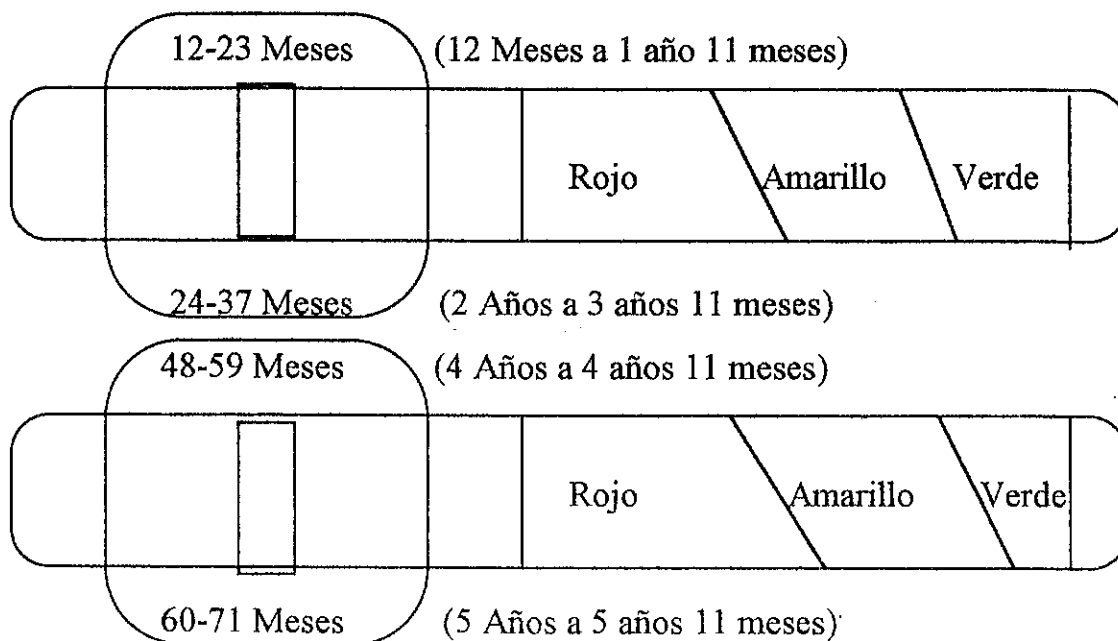 12-23 Meses (12 Meses a 1 año 11 meses)
Rojo Amarillo Verde
24-37 Meses (2 Años a 3 años 11 meses)
48-59 Meses (4 Años a 4 años 11 meses)
Rojo Amarillo Verde
60-71 Meses (5 Años a 5 años 11 meses)